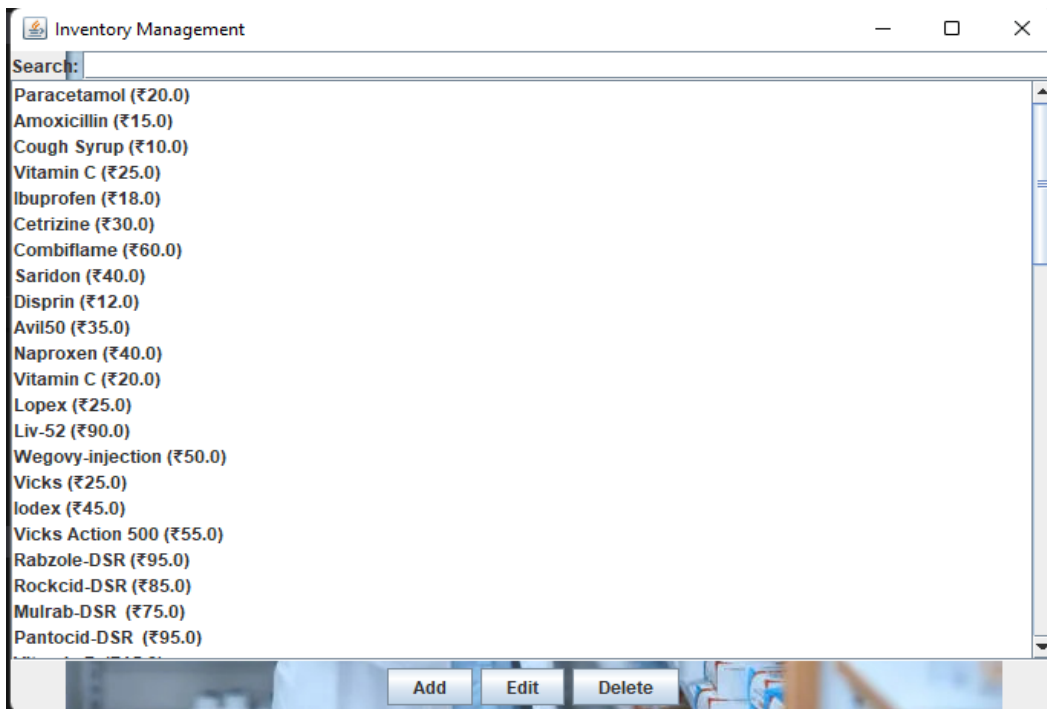 Inventory Management
Search:
Paracetamol (₹20.0)
Amoxicillin (₹15.0)
Cough Syrup (₹10.0)
Vitamin C (₹25.0)
Ibuprofen (₹18.0)
Cetrizine (₹30.0)
Combiflame (₹60.0)
Saridon (₹40.0)
Disprin (₹12.0)
Avil50 (₹35.0)
Naproxen (₹40.0)
Vitamin C (₹20.0)
Lopex (₹25.0)
Liv-52 (₹90.0)
Wegovy-injection (₹50.0)
Vicks (₹25.0)
Iodex (₹45.0)
Vicks Action 500 (₹55.0)
Rabzole-DSR (₹95.0)
Rockcid-DSR (₹85.0)
Mulrab-DSR (₹75.0)
Pantocid-DSR (₹95.0)
Add Edit Delete